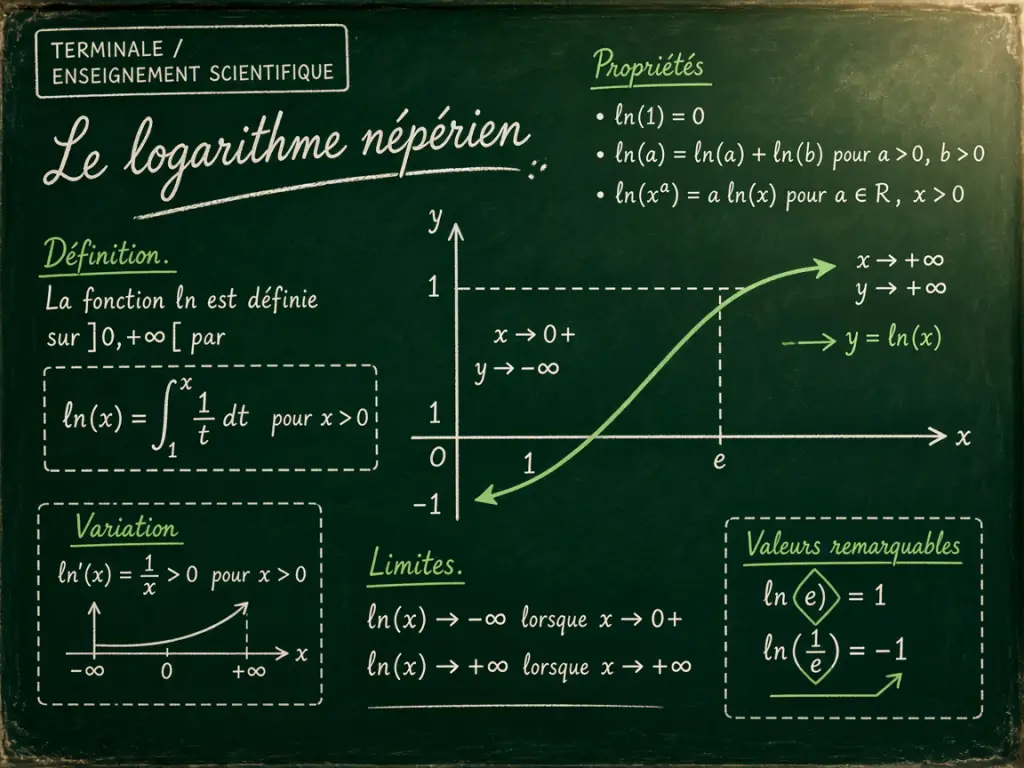 TERMINALE /
ENSEIGNEMENT SCIENTIFIQUE
Le logarithme népérien
Définition.
La fonction ln est définie
sur ]0,+∞[ par
ln(x) = ∫₁ˣ 1/t dt pour x>0
Variation
ln'(x) = 1/x > 0 pour x>0
x
-∞ 0 +∞
Propriétés
• ln(1) = 0
• ln(a) = ln(a) + ln(b) pour a>0, b>0
• ln(xᵃ) = a ln(x) pour a ∈ R, x>0
y
1
x → 0+
y → -∞
1
0
1
e
x
-1
x → +∞
y → +∞
→ y = ln(x)
Limites.
ln(x) → -∞ lorsque x → 0+
ln(x) → +∞ lorsque x → +∞
Valeurs remarquables
ln e) = 1
ln(1/e) = -1